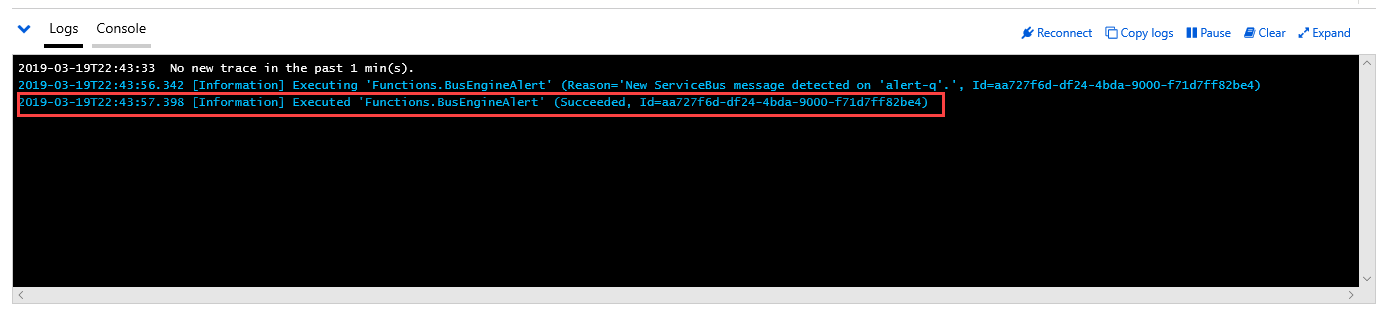 Logs Console Reconnect Copy logs Pause Clear Expand
2019-03-19T22:43:33  No new trace in the past 1 min(s).
2019-03-19T22:43:56.342 [Information] Executing 'Functions.BusEngineAlert' (Reason='New ServiceBus message detected on 'alert-q'.', Id=aa727f6d-df24-4bda-9000-f71d7ff82be4)
2019-03-19T22:43:57.398 [Information] Executed 'Functions.BusEngineAlert' (Succeeded, Id=aa727f6d-df24-4bda-9000-f71d7ff82be4)